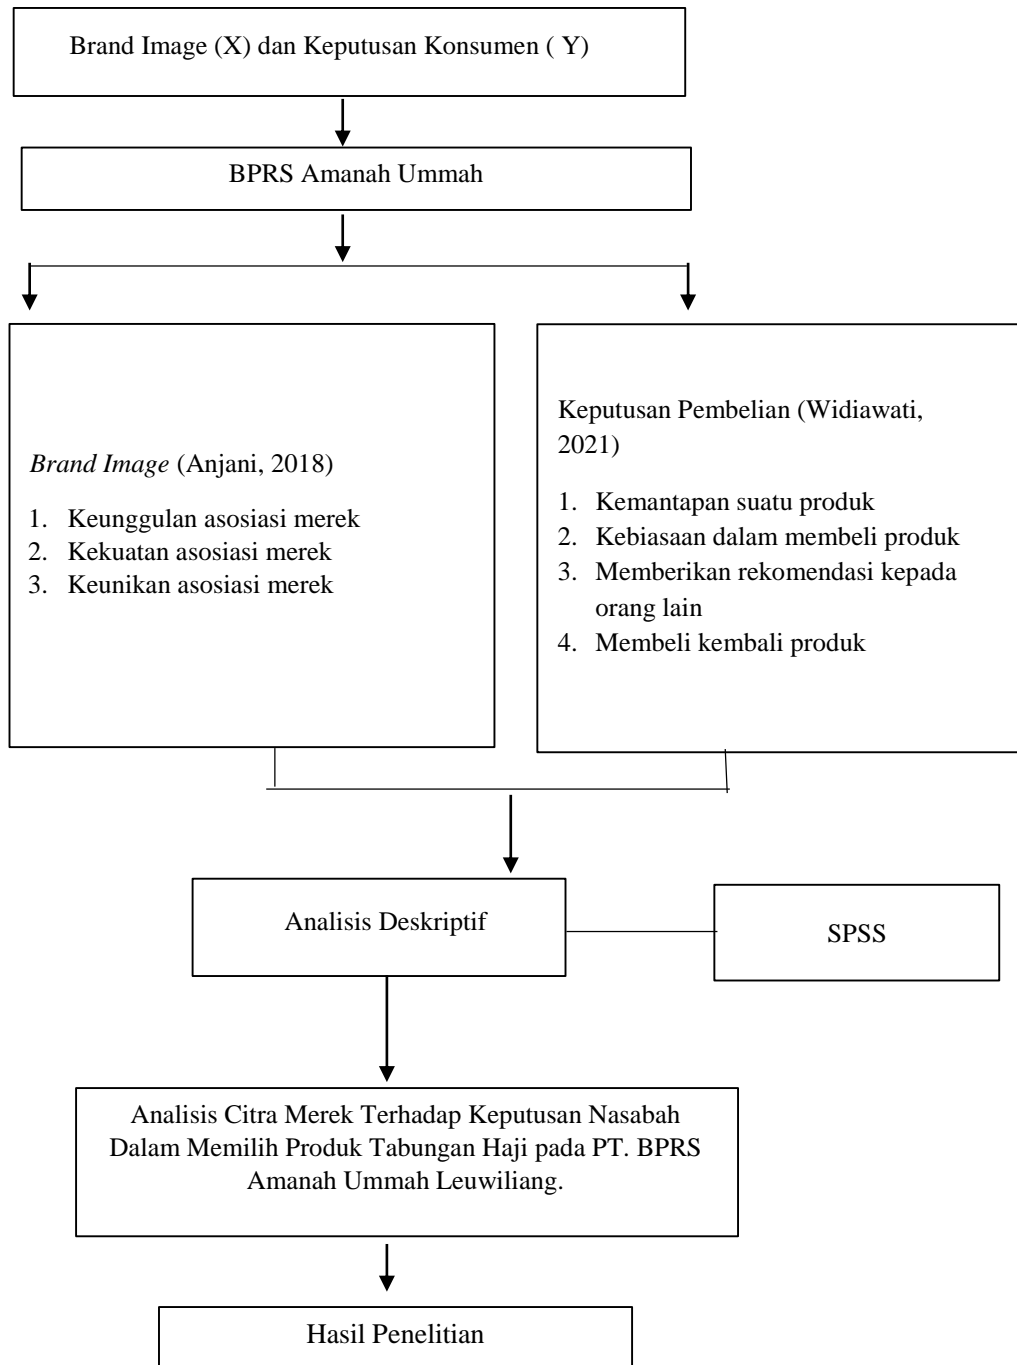 Brand Image (X) dan Keputusan Konsumen ( Y)
BPRS Amanah Ummah
Brand Image (Anjani, 2018)
1. Keunggulan asosiasi merek
2. Kekuatan asosiasi merek
3. Keunikan asosiasi merek
Keputusan Pembelian (Widiawati,
2021)
1. Kemantapan suatu produk
2. Kebiasaan dalam membeli produk
3. Memberikan rekomendasi kepada
orang lain
4. Membeli kembali produk
Analisis Deskriptif
SPSS
Analisis Citra Merek Terhadap Keputusan Nasabah
Dalam Memilih Produk Tabungan Haji pada PT. BPRS
Amanah Ummah Leuwiliang.
Hasil Penelitian